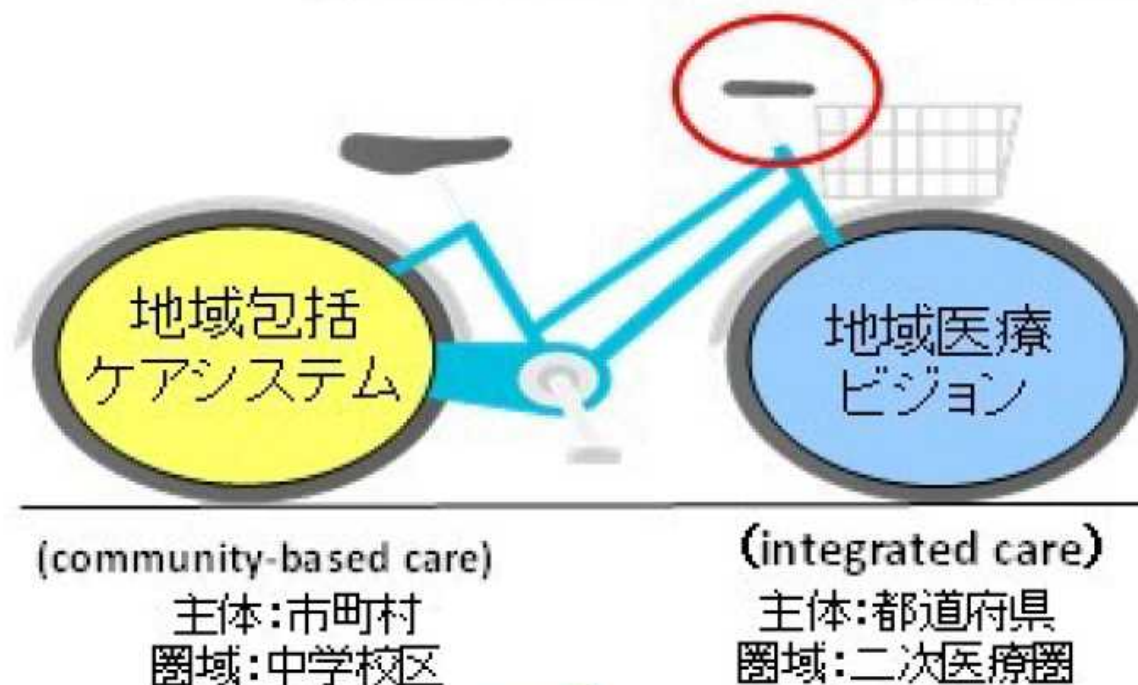 地域包括
ケアシステム
地域医療
ビジョン
(community-based care)
主体:市町村
圏域:中学校区
(integrated care)
主体:都道府県
圏域:二次医療圏